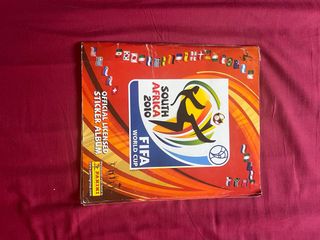 SOUTH AFRICA
2010
FIFA
WORLD CUP
OFFICIAL LICENSED
STICKER ALBUM
PANINI